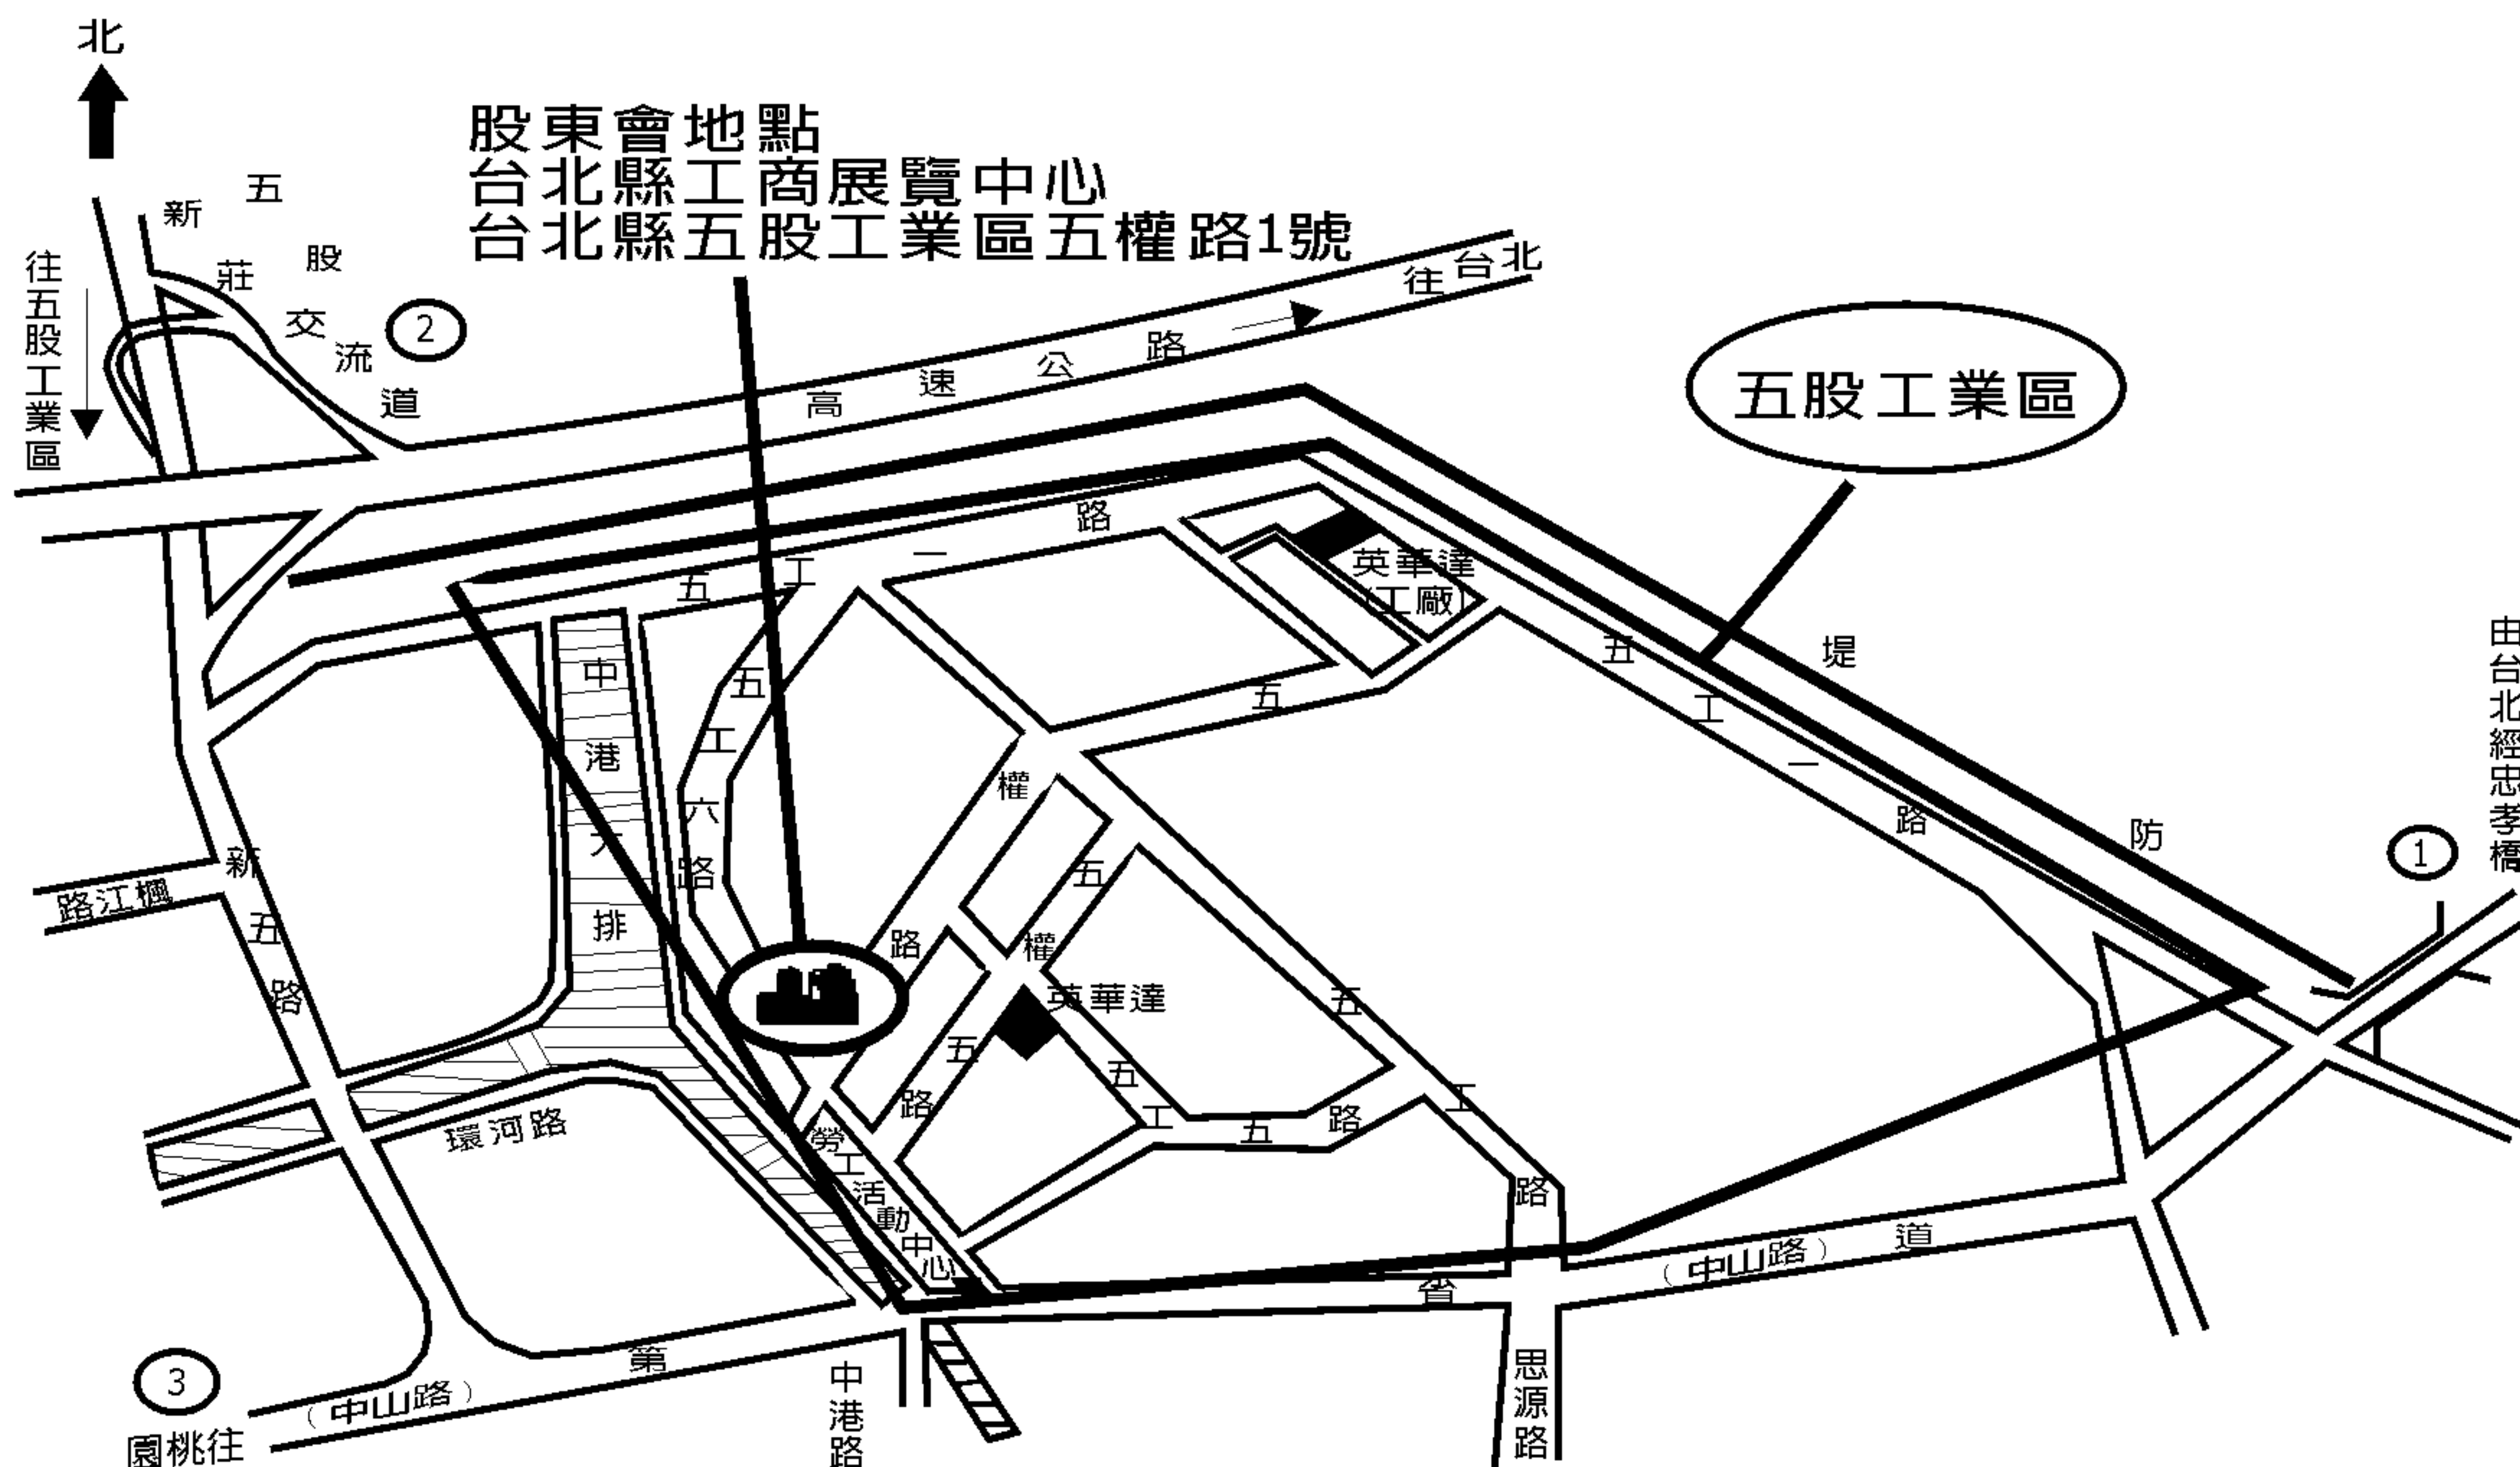 北
股東會地點
台北縣工商展覽中心
台北縣五股工業區五權路1號
新莊交流道
五股
2
往五股工業區
往台北
高速公路
五股工業區
五工一路
英華達
(工廠)
五工一路
堤防
由台北經忠孝橋
1
中港大排
五工六路
五權路
五權五路
五
英華達
五工五路
五工路
新五路
路江楓
環河路
勞工活動中心
省道
(中山路)
第
(中山路)
3
園桃往
中港路
思源路